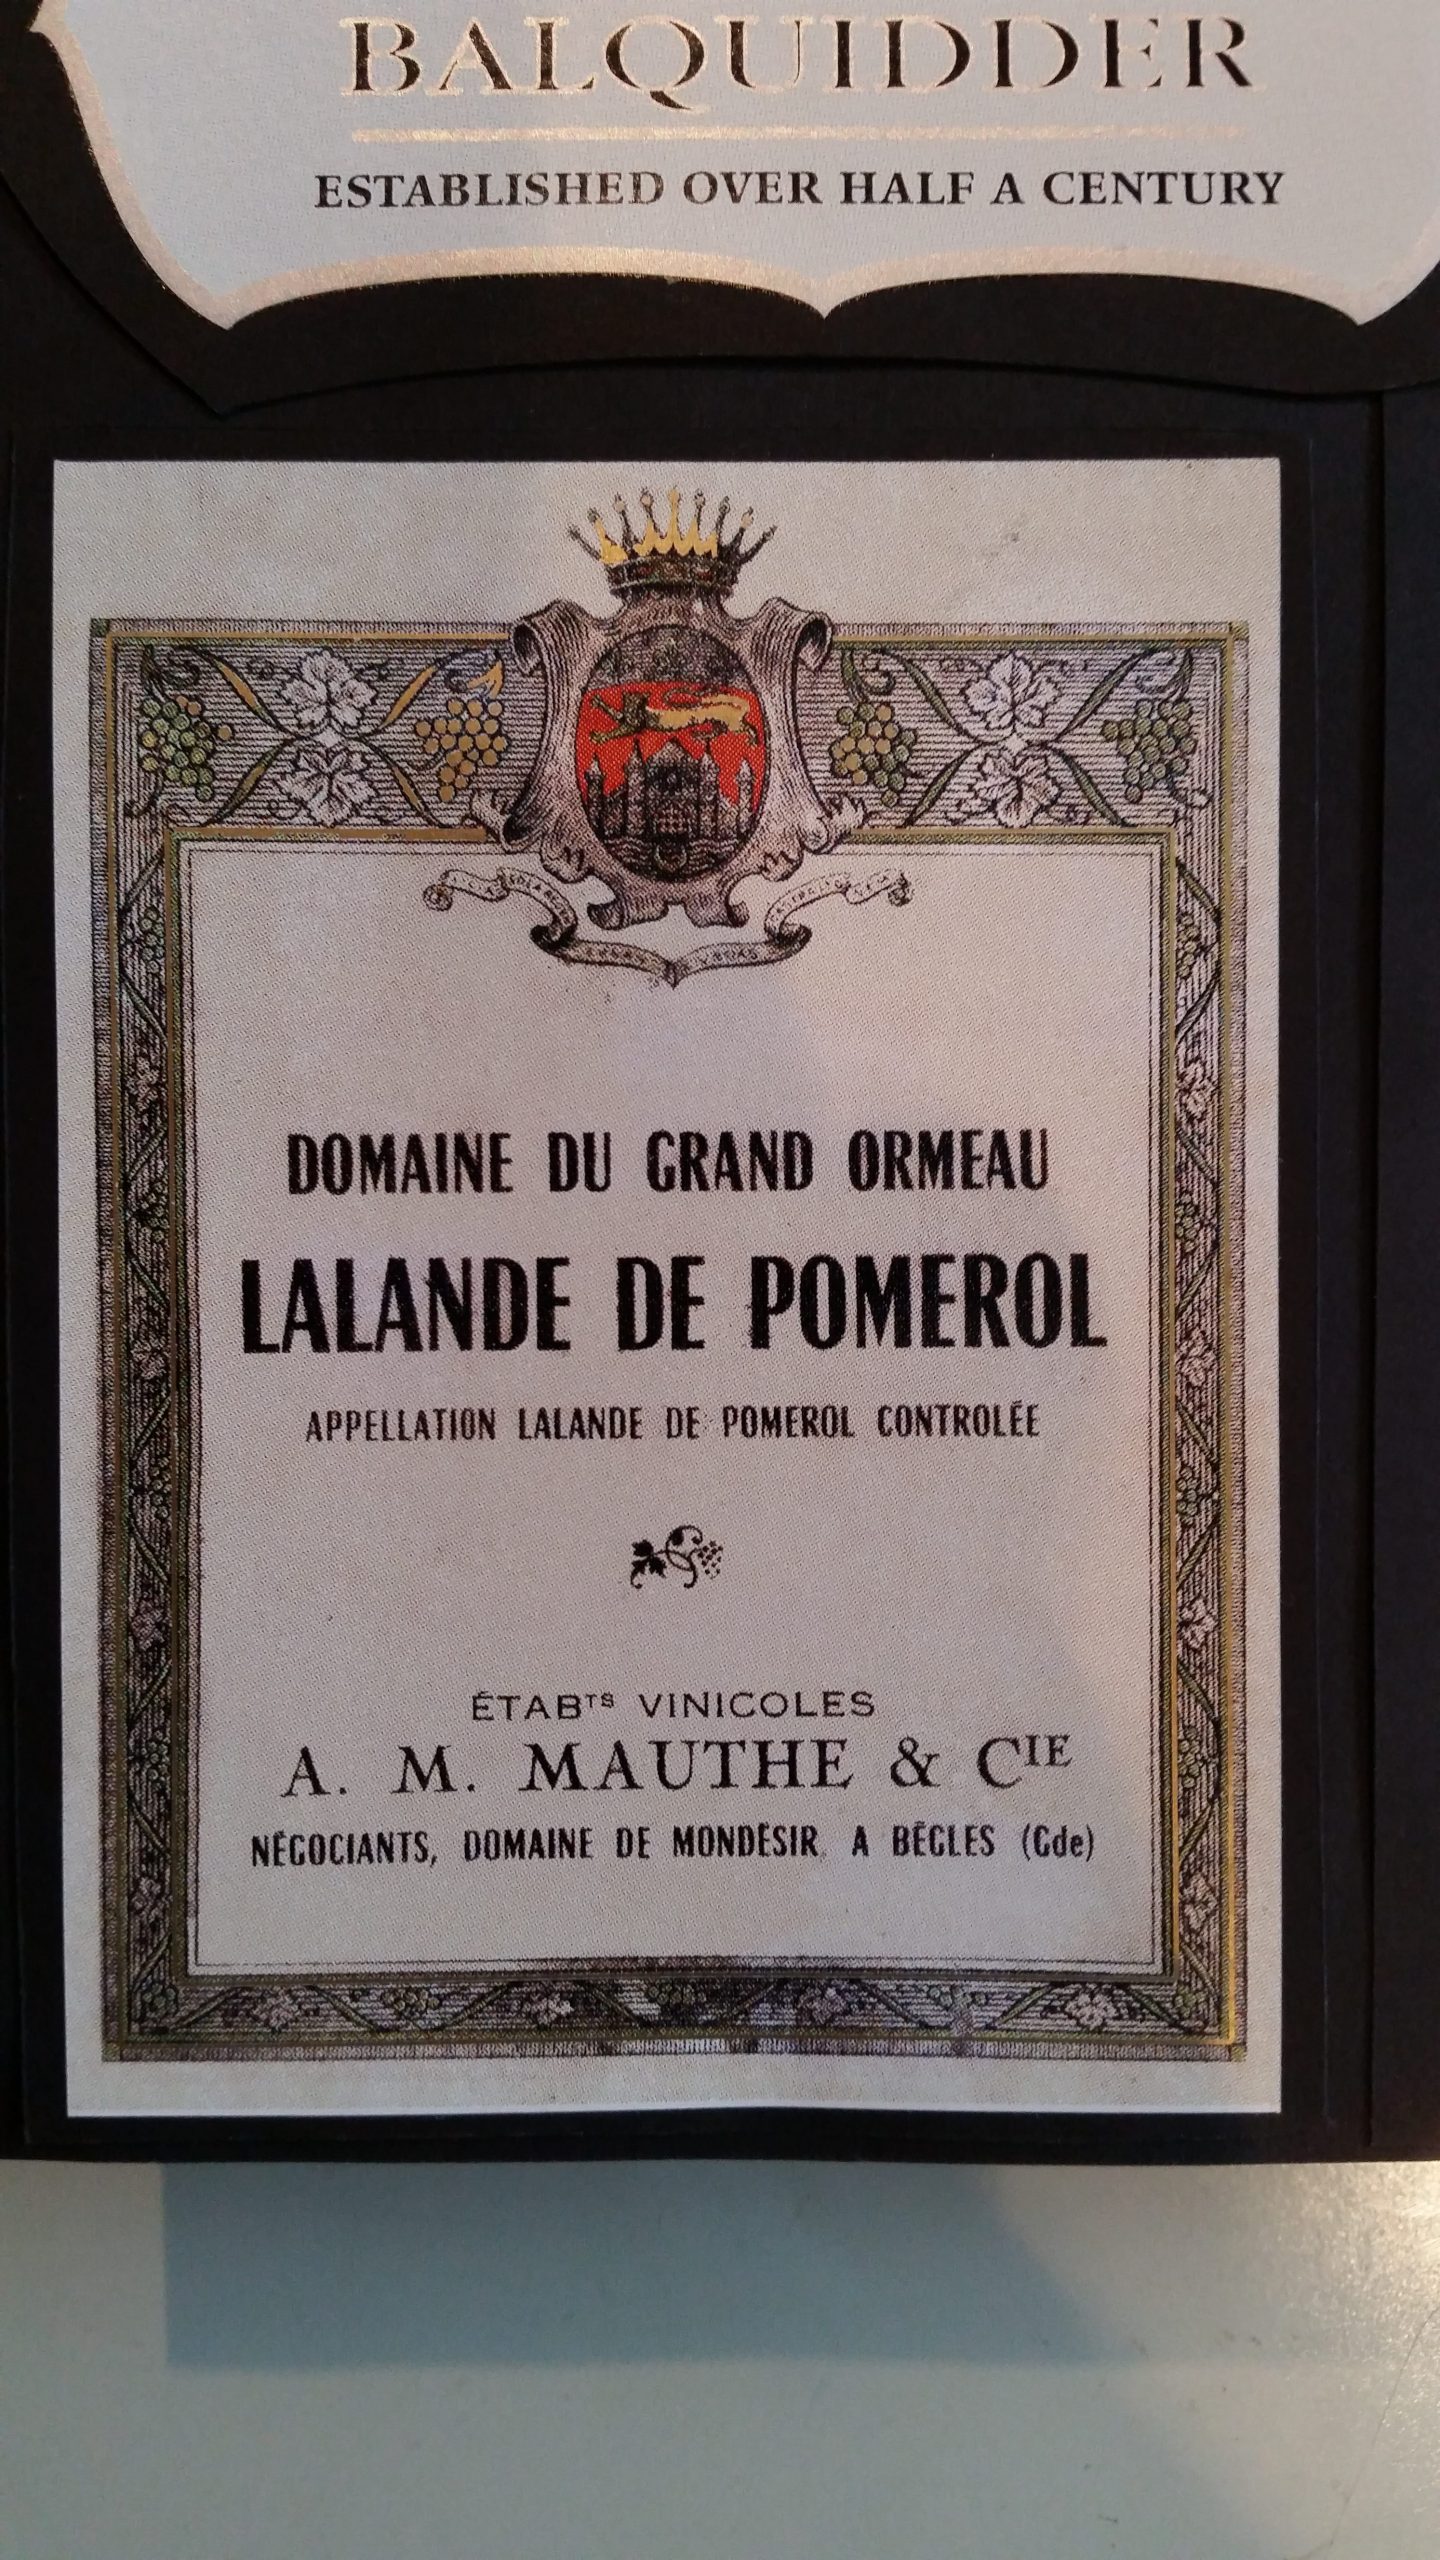 BALQUIDDER
ESTABLISHED OVER HALF A CENTURY
DOMAINE DU GRAND ORMEAU
LALANDE DE POMEROL
APPELLATION LALANDE DE POMEROL CONTROLÉE
ÉTABTS VINICOLES
A. M. MAUTHE & CIE
NÉGOCIANTS, DOMAINE DE MONDÉSIR A BÈGLES (Gde)